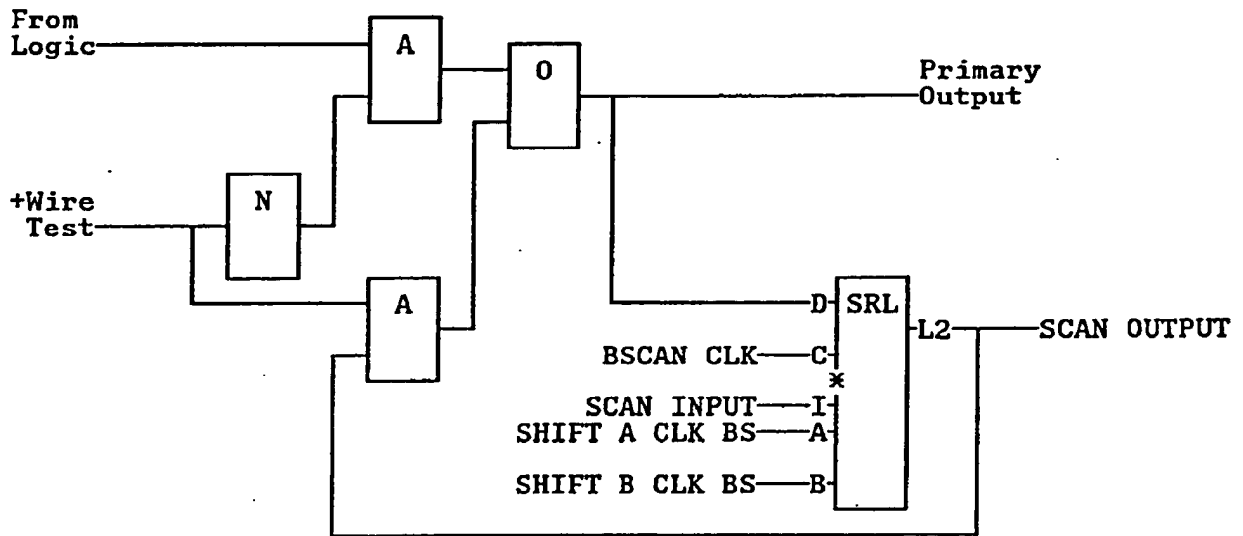 From
Logic
A
O
Primary
Output
+Wire
Test
N
A
D SRL
L2
SCAN OUTPUT
BSCAN CLK C
*
SCAN INPUT I
SHIFT A CLK BS A
SHIFT B CLK BS B